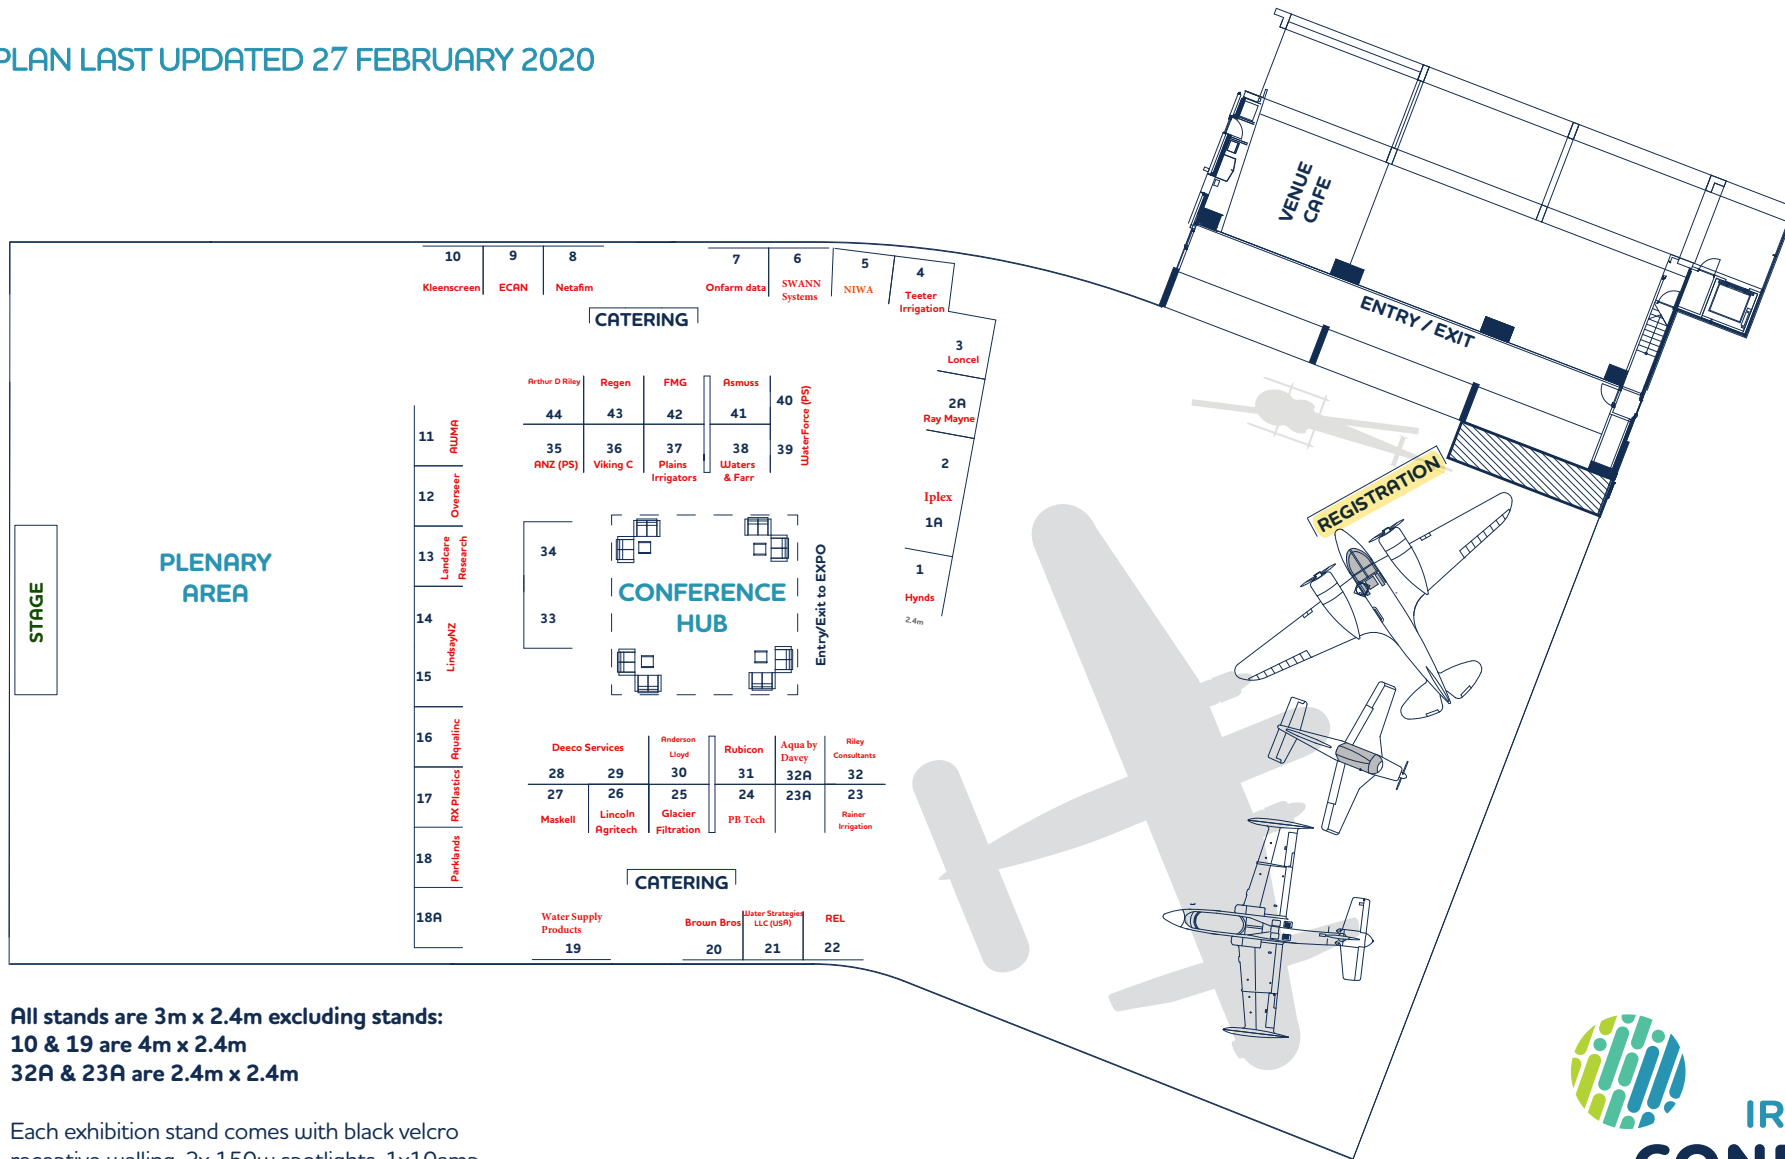 PLAN LAST UPDATED 27 FEBRUARY 2020
VENUE
CAFE
ENTRY / EXIT
REGISTRATION
10
Kleenscreen
9
ECAN
8
Netafim
7
Onfarm data
6
SWANN
Systems
5
NIWA
4
Teeter
Irrigation
CATERING
3
Loncel
2A
Ray Mayne
2
Iplex
1A
1
Hynds
2.4m
Arthur D Riley
44
Regen
43
FMG
42
Asmuss
41
40
39
WaterForce (PS)
35
ANZ (PS)
36
Viking C
37
Plains
Irrigators
38
Waters
& Farr
STAGE
PLENARY
AREA
11
AWMA
12
Overseer
13
Landcare
Research
14
LindsayNZ
15
16
Aqualinc
17
RX Plastics
18
Parklands
18A
34
33
CONFERENCE
HUB
Entry/Exit to EXPO
Deeco Services
28
29
Anderson
Lloyd
30
Rubicon
31
Aqua by
Davey
32A
Riley
Consultants
32
27
Maskell
26
Lincoln
Agritech
25
Glacier
Filtration
24
PB Tech
23A
23
Rainer
Irrigation
CATERING
Water Supply
Products
19
Brown Bros
20
Water Strategies
LLC (USA)
21
REL
22
All stands are 3m x 2.4m excluding stands:
10 & 19 are 4m x 2.4m
32A & 23A are 2.4m x 2.4m
Each exhibition stand comes with black velcro
receptive walling, 2x 150w spotlights, 1x10amp
IR